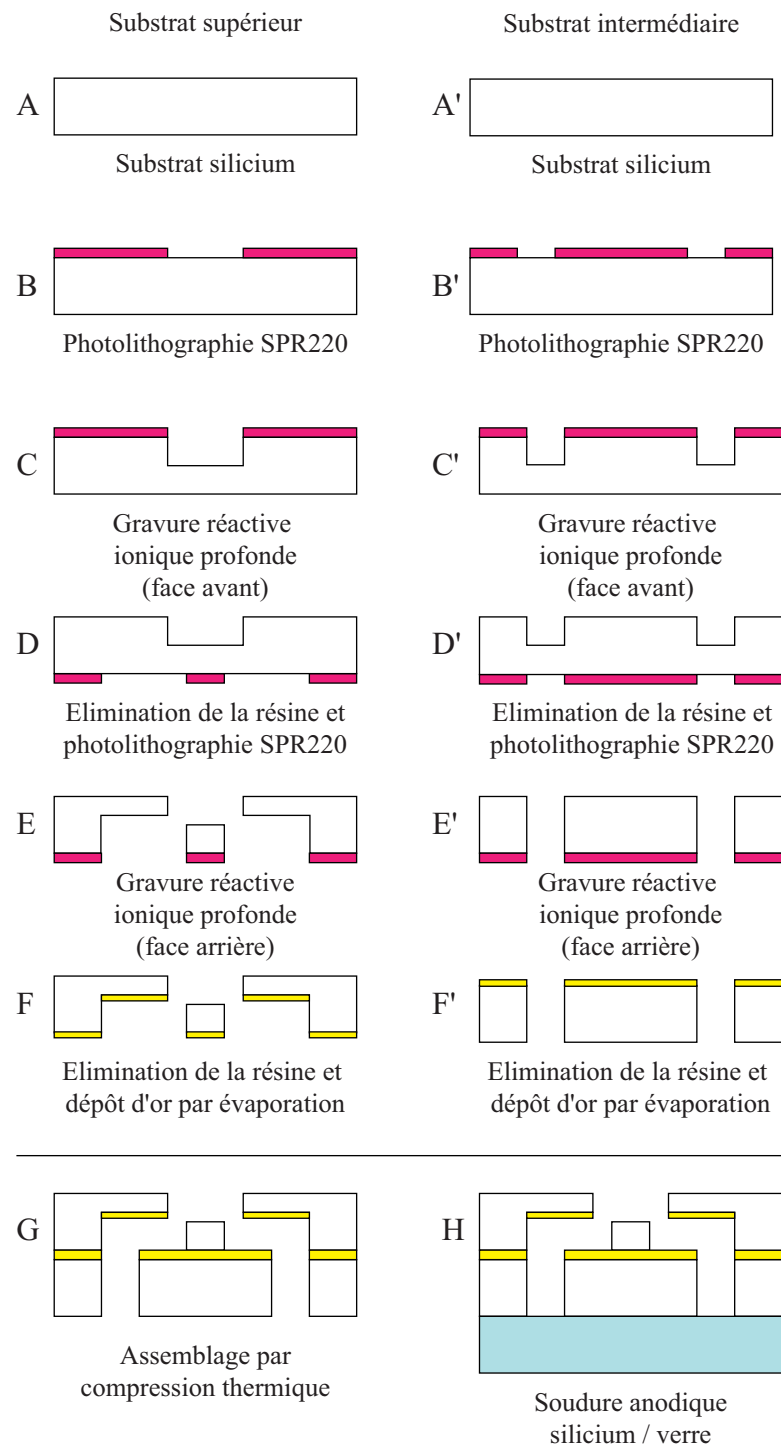 Substrat supérieur
Substrat intermédiaire
A
A'
Substrat silicium
Substrat silicium
B
B'
Photolithographie SPR220
Photolithographie SPR220
C
C'
Gravure réactive
ionique profonde
(face avant)
Gravure réactive
ionique profonde
(face avant)
D
D'
Elimination de la résine et
photolithographie SPR220
Elimination de la résine et
photolithographie SPR220
E
E'
Gravure réactive
ionique profonde
(face arrière)
Gravure réactive
ionique profonde
(face arrière)
F
F'
Elimination de la résine et
dépôt d'or par évaporation
Elimination de la résine et
dépôt d'or par évaporation
G
H
Assemblage par
compression thermique
Soudure anodique
silicium / verre